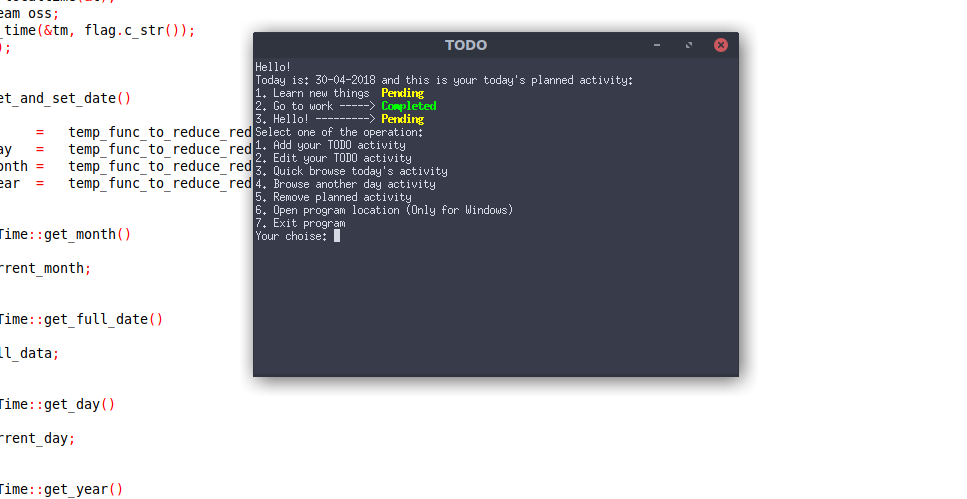 eam oss;
_time(&tm, flag.c_str());
);
et_and_set_date()
= temp_func_to_reduce_red
ay = temp_func_to_reduce_red
onth = temp_func_to_reduce_red
ear = temp_func_to_reduce_red
Time::get_month()
rrent_month;
Time::get_full_date()
ll_data;
Time::get_day()
rrent_day;
Time::get_year()
TODO
Hello!
Today is: 30-04-2018 and this is your today's planned activity:
1. Learn new things Pending
2. Go to work -----> Completed
3. Hello! ---------> Pending
Select one of the operation:
1. Add your TODO activity
2. Edit your TODO activity
3. Quick browse today's activity
4. Browse another day activity
5. Remove planned activity
6. Open program location (Only for Windows)
7. Exit program
Your choise: